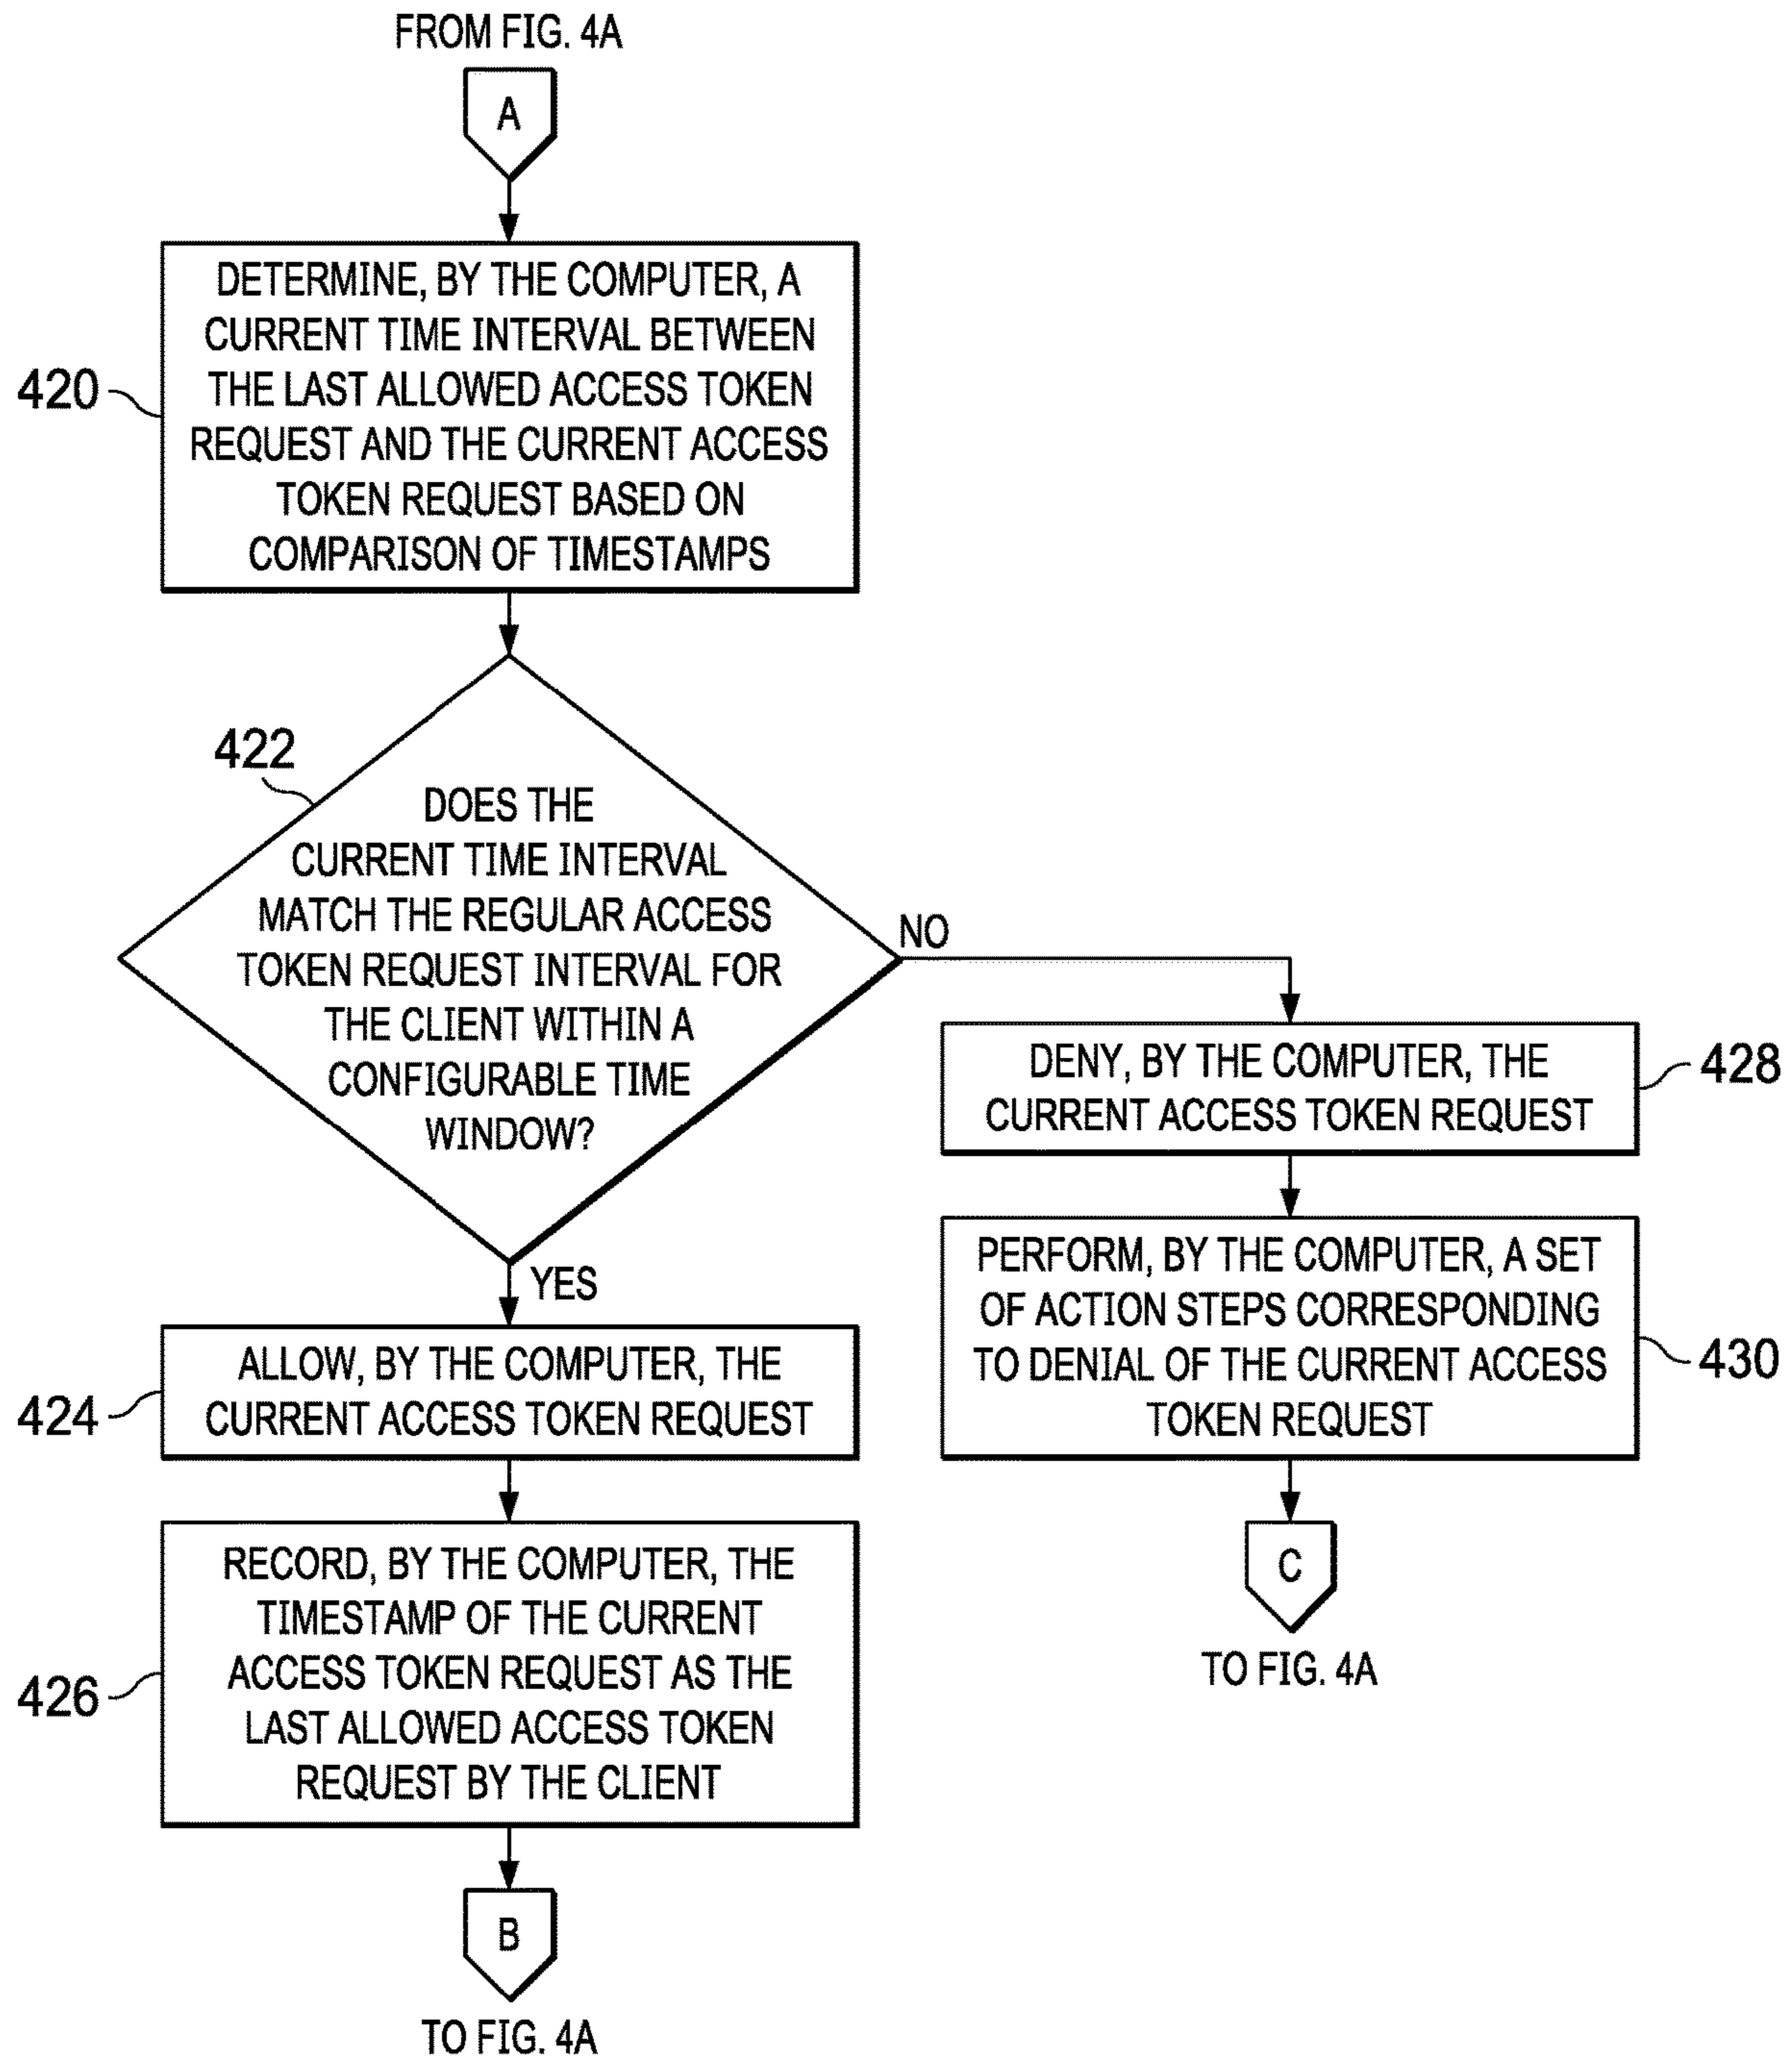 FROM FIG. 4A
A
DETERMINE, BY THE COMPUTER, A
CURRENT TIME INTERVAL BETWEEN
THE LAST ALLOWED ACCESS TOKEN
REQUEST AND THE CURRENT ACCESS
TOKEN REQUEST BASED ON
COMPARISON OF TIMESTAMPS
420
422
DOES THE
CURRENT TIME INTERVAL
MATCH THE REGULAR ACCESS
TOKEN REQUEST INTERVAL FOR
THE CLIENT WITHIN A
CONFIGURABLE TIME
WINDOW?
NO
YES
DENY, BY THE COMPUTER, THE
CURRENT ACCESS TOKEN REQUEST
428
PERFORM, BY THE COMPUTER, A SET
OF ACTION STEPS CORRESPONDING
TO DENIAL OF THE CURRENT ACCESS
TOKEN REQUEST
430
C
TO FIG. 4A
ALLOW, BY THE COMPUTER, THE
CURRENT ACCESS TOKEN REQUEST
424
RECORD, BY THE COMPUTER, THE
TIMESTAMP OF THE CURRENT
ACCESS TOKEN REQUEST AS THE
LAST ALLOWED ACCESS TOKEN
REQUEST BY THE CLIENT
426
B
TO FIG. 4A